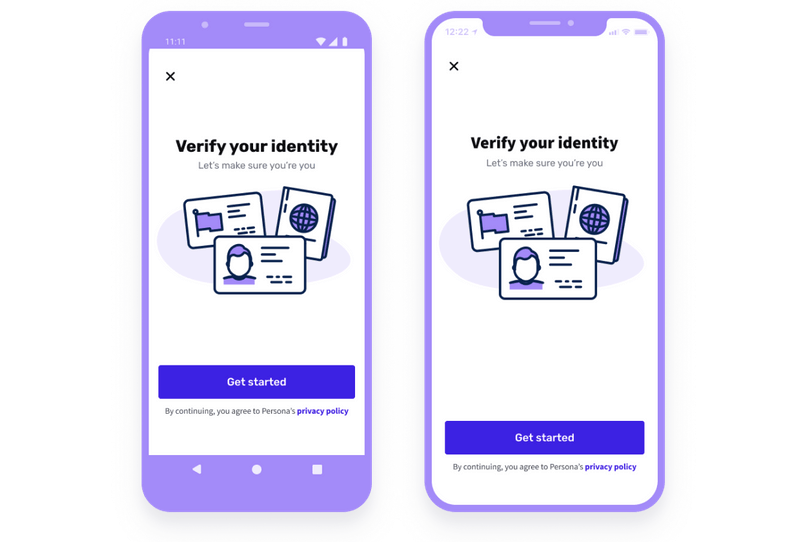 11:11
Verify your identity
Let's make sure you're you
Get started
By continuing, you agree to Persona's privacy policy
12:22
Verify your identity
Let's make sure you're you
Get started
By continuing, you agree to Persona's privacy policy